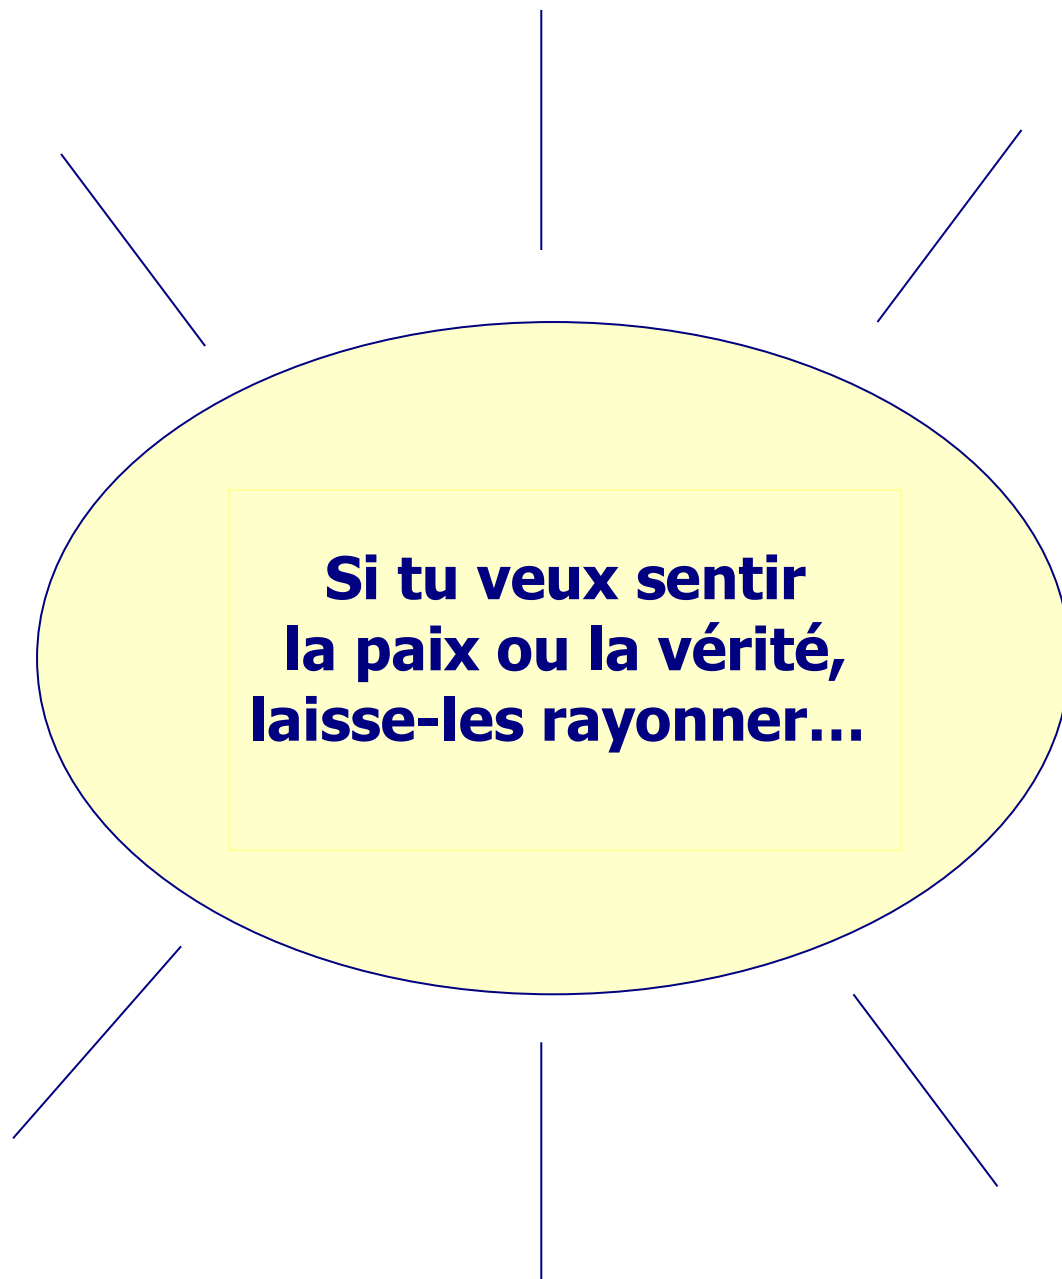 Si tu veux sentir
la paix ou la vérité,
laisse-les rayonner…